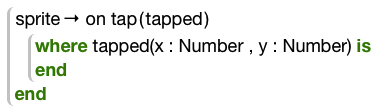 sprite → on tap(tapped)
where tapped(x : Number , y : Number) is
end
end